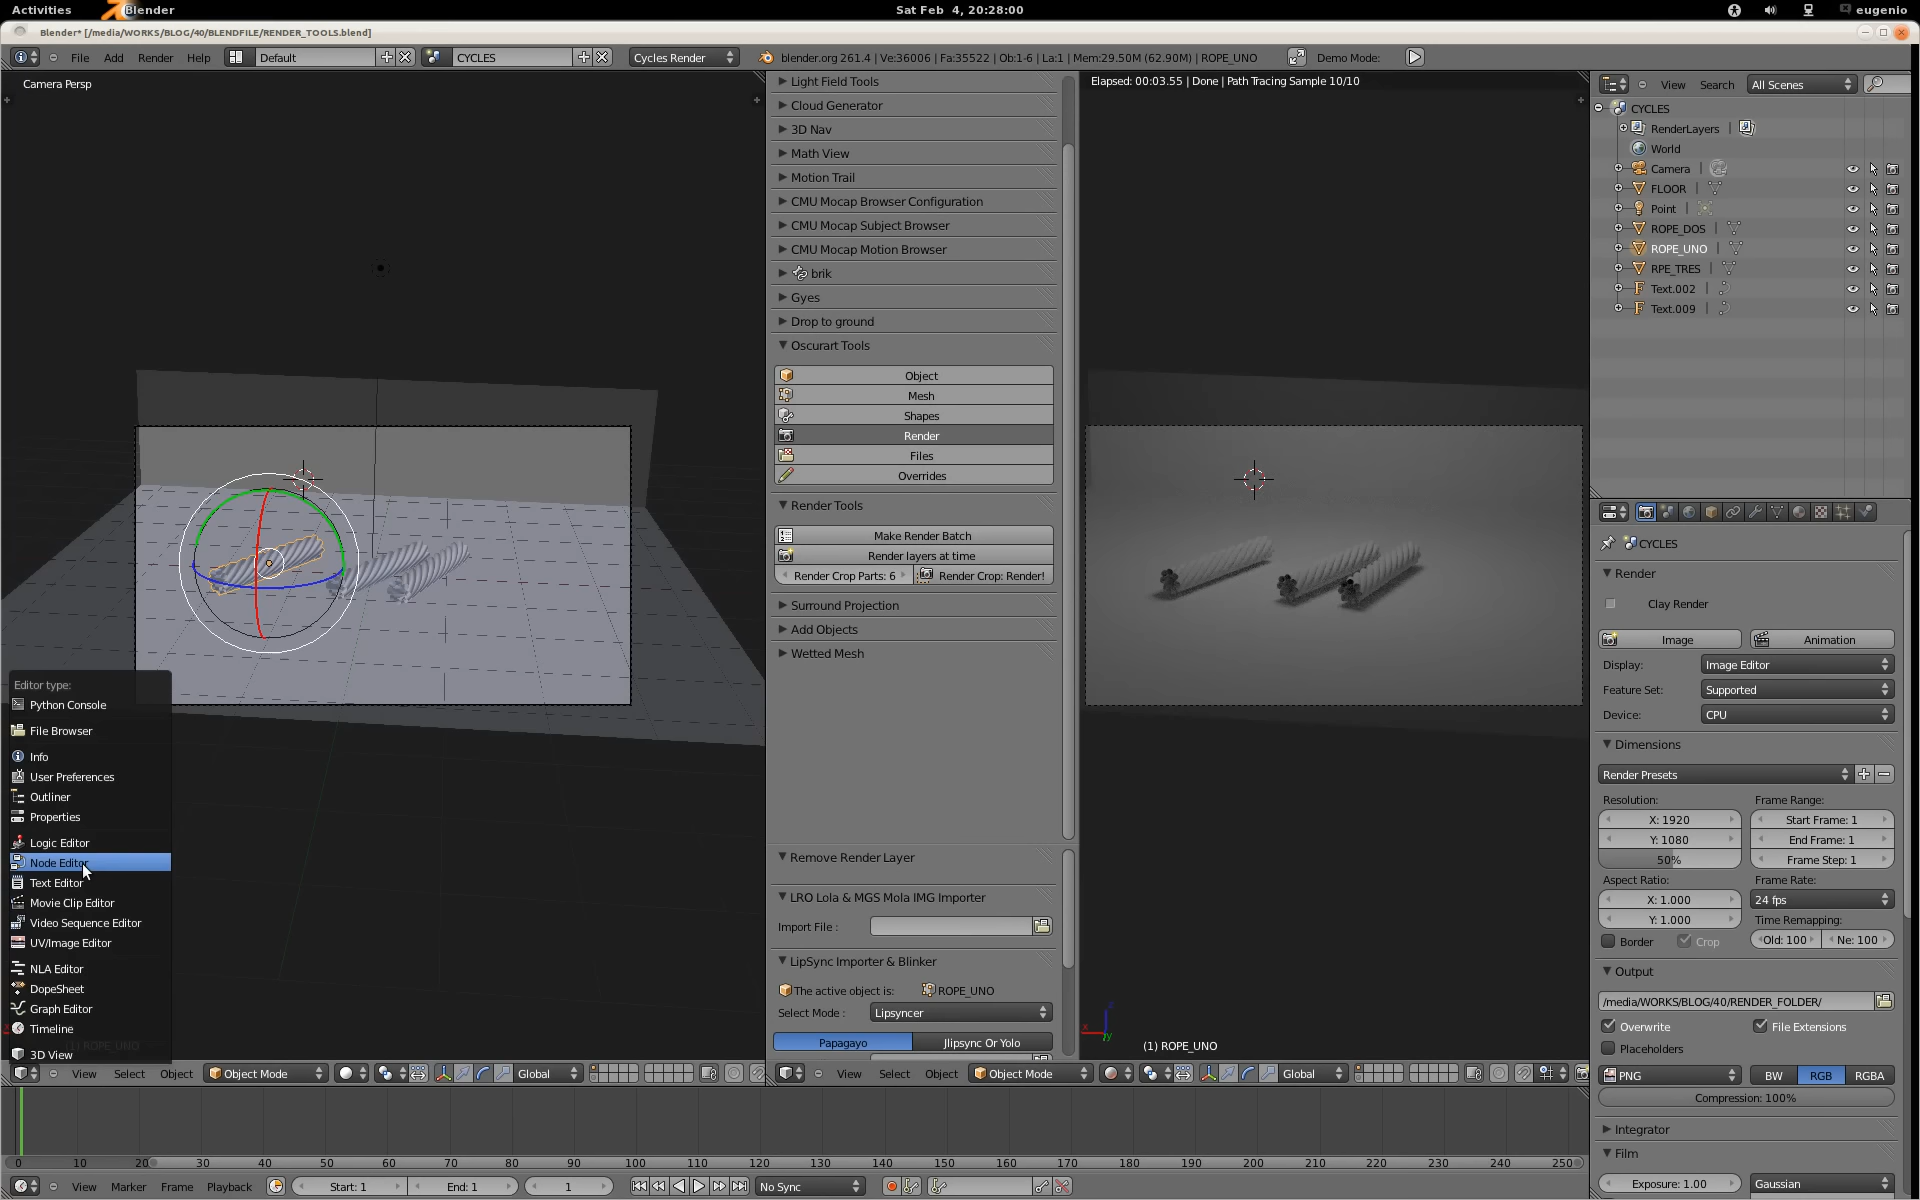 Activities
Blender
Sat Feb 4, 20:28:00
eugenio
Blender* [/media/WORKS/BLOG/40/BLENDFILE/RENDER_TOOLS.blend]
File Add Render Help
Default
CYCLES
Cycles Render
blender.org 261.4 | Ve:36006 | Fa:35522 | Ob:1-6 | La:1 | Mem:29.50M (62.90M) | ROPE_UNO
Demo Mode:
Camera Persp
Editor type:
Python Console
File Browser
Info
User Preferences
Outliner
Properties
Logic Editor
Node Editor
Text Editor
Movie Clip Editor
Video Sequence Editor
UV/Image Editor
NLA Editor
DopeSheet
Graph Editor
Timeline
3D View
(1) ROPE_UNO
View Select Object
Object Mode
Global
Light Field Tools
Cloud Generator
3D Nav
Math View
Motion Trail
CMU Mocap Browser Configuration
CMU Mocap Subject Browser
CMU Mocap Motion Browser
brik
Gyes
Drop to ground
Oscurart Tools
Object
Mesh
Shapes
Render
Files
Overrides
Render Tools
Make Render Batch
Render layers at time
Render Crop Parts: 6
Render Crop: Render!
Surround Projection
Add Objects
Wetted Mesh
Remove Render Layer
LRO Lola & MGS Mola IMG Importer
Import File :
LipSync Importer & Blinker
The active object is: ROPE_UNO
Select Mode : Lipsyncer
Papagayo
Jlipsync Or Yolo
Elapsed: 00:03.55 | Done | Path Tracing Sample 10/10
x
z
y
(1) ROPE_UNO
View Select Object
Object Mode
Global
View Search All Scenes
CYCLES
RenderLayers |
World
Camera |
FLOOR |
Point |
ROPE_DOS |
ROPE_UNO |
RPE_TRES |
Text.002 |
Text.009 |
CYCLES
Render
Clay Render
Image
Animation
Display: Image Editor
Feature Set: Supported
Device: CPU
Dimensions
Render Presets
Resolution:
X: 1920
Y: 1080
50%
Frame Range:
Start Frame: 1
End Frame: 1
Frame Step: 1
Aspect Ratio:
X: 1.000
Y: 1.000
Frame Rate:
24 fps
Time Remapping:
Old: 100
Ne: 100
Border
Crop
Output
/media/WORKS/BLOG/40/RENDER_FOLDER/
Overwrite
File Extensions
Placeholders
PNG
BW RGB RGBA
Compression: 100%
Integrator
Film
Exposure: 1.00
Gaussian
0 10 20 30 40 50 60 70 80 90 100 110 120 130 140 150 160 170 180 190 200 210 220 230 240 250
View Marker Frame Playback
Start: 1
End: 1
1
No Sync